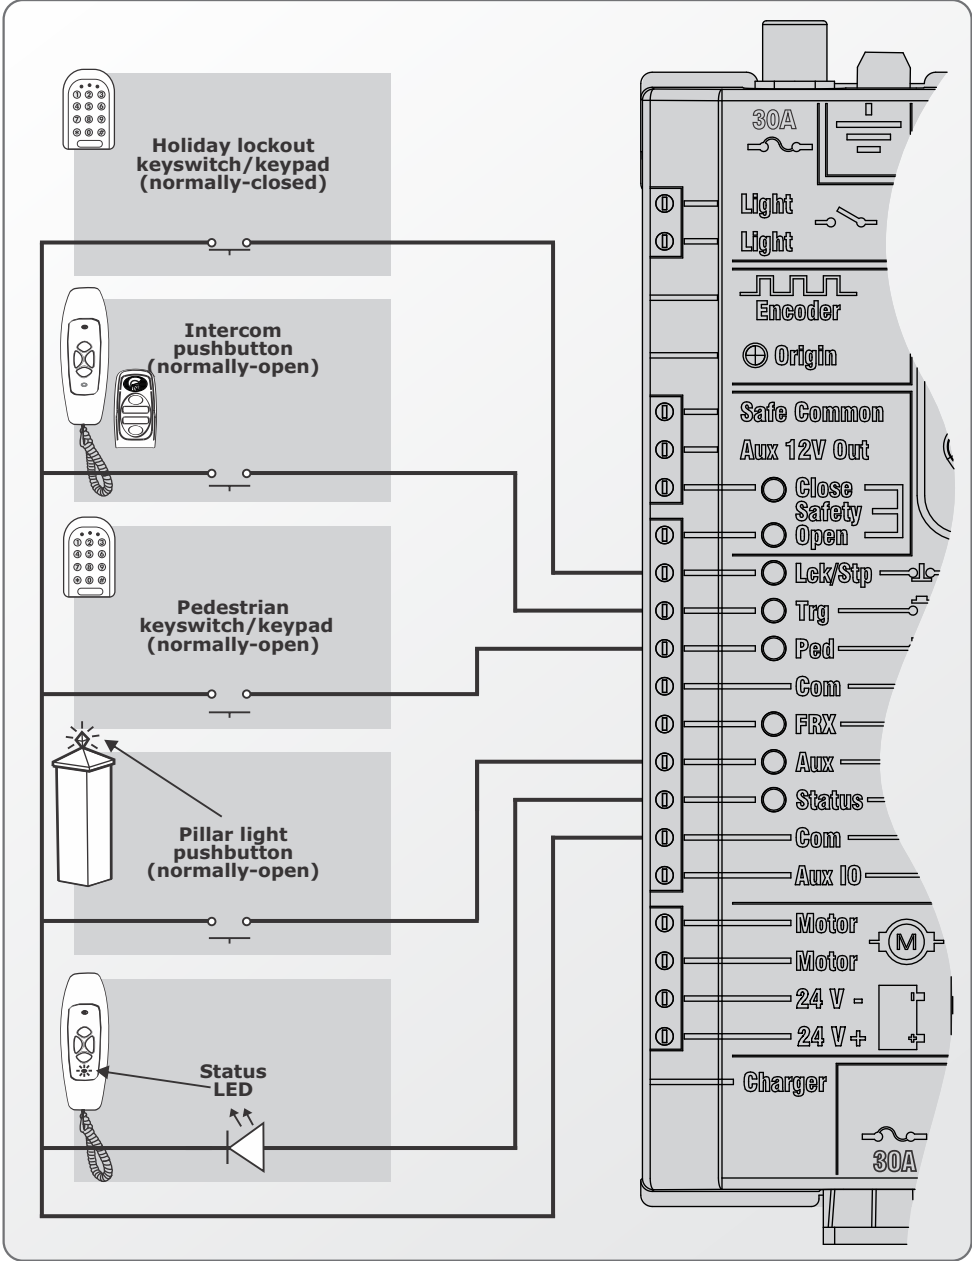 Holiday lockout
keyswitch/keypad
(normally-closed)
Intercom
pushbutton
(normally-open)
Pedestrian
keyswitch/keypad
(normally-open)
Pillar light
pushbutton
(normally-open)
Status
LED
30A
Light
Light
Encoder
Origin
Safe Common
Aux 12V Out
Close
Safety
Open
Lck/Stp
Trg
Ped
Com
FRX
Aux
Status
Com
Aux IO
Motor
M
Motor
24 V -
24 V +
Charger
30A